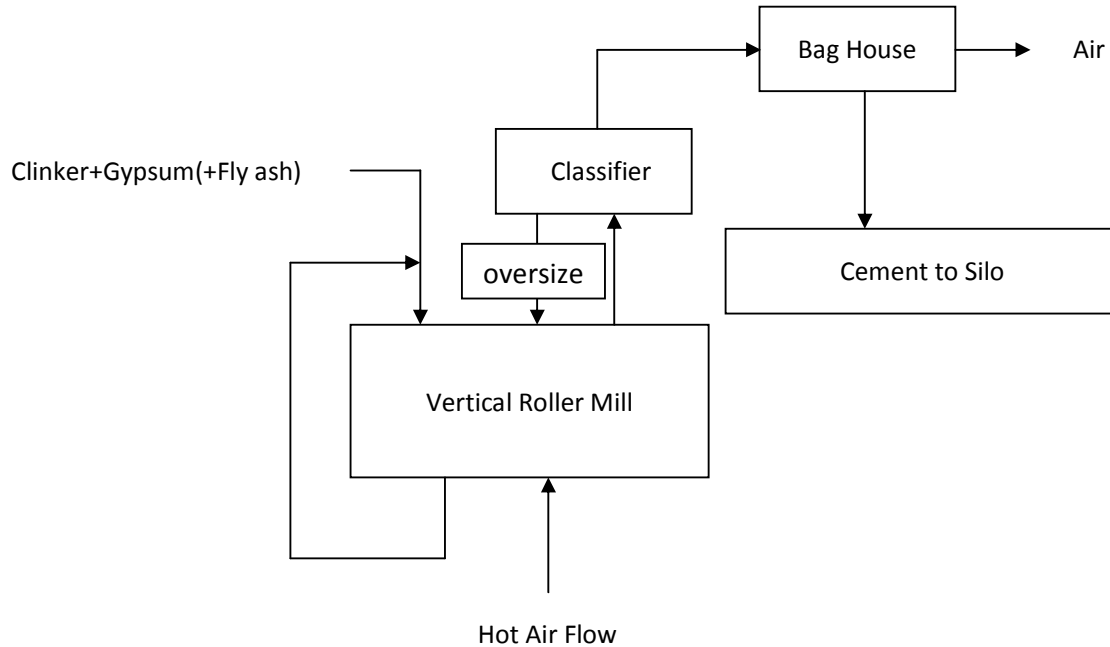 Bag House
Air
Clinker+Gypsum(+Fly ash)
Classifier
oversize
Cement to Silo
Vertical Roller Mill
Hot Air Flow